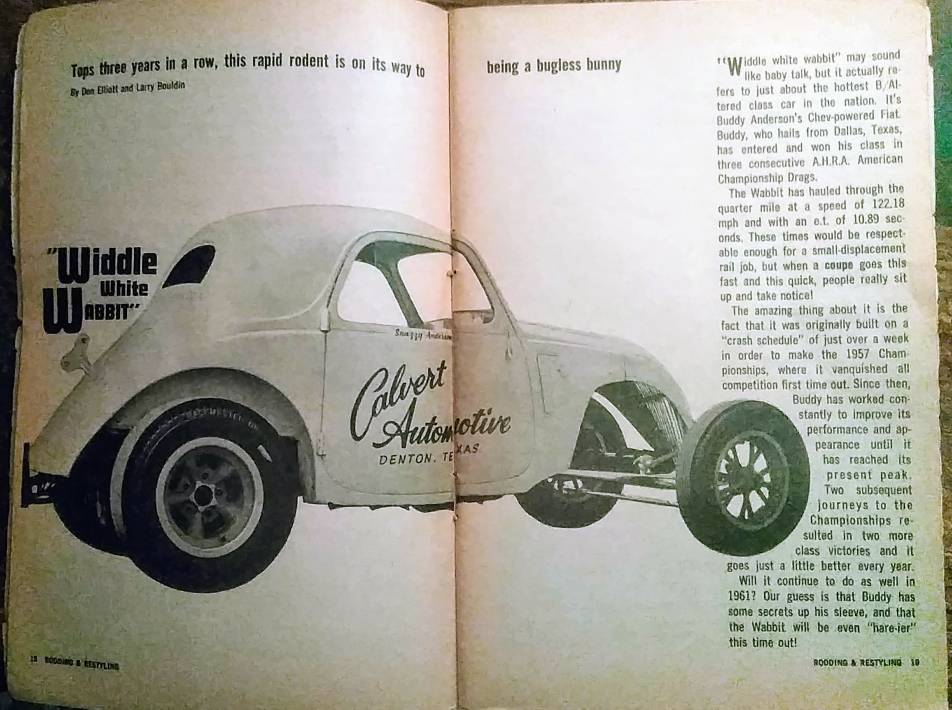 Tops three years in a row, this rapid rodent is on its way to being a bugless bunny
By Don Elliott and Larry Bouldin
"Widdle
White
Wabbit"
Snazzy Anderson
Calvert
Automotive
DENTON. TEXAS
"Widdle white wabbit" may sound
like baby talk, but it actually re-
fers to just about the hottest B/Al-
tered class car in the nation. It's
Buddy Anderson's Chev-powered Fiat.
Buddy, who hails from Dallas, Texas,
has entered and won his class in
three consecutive A.H.R.A. American
Championship Drags.
The Wabbit has hauled through the
quarter mile at a speed of 122.18
mph and with an e.t. of 10.89 sec-
onds. These times would be respect-
able enough for a small-displacement
rail job, but when a coupe goes this
fast and this quick, people really sit
up and take notice!
The amazing thing about it is the
fact that it was originally built on a
"crash schedule" of just over a week
in order to make the 1957 Cham-
pionships, where it vanquished all
competition first time out. Since then,
Buddy has worked con-
stantly to improve its
performance and ap-
pearance until it
has reached its
present peak.
Two subsequent
journeys to the
Championships re-
sulted in two more
class victories and it
goes just a little better every year.
Will it continue to do as well in
1961? Our guess is that Buddy has
some secrets up his sleeve, and that
the Wabbit will be even "hare-ier"
this time out!
18 RODDING & RESTYLING
RODDING & RESTYLING 19